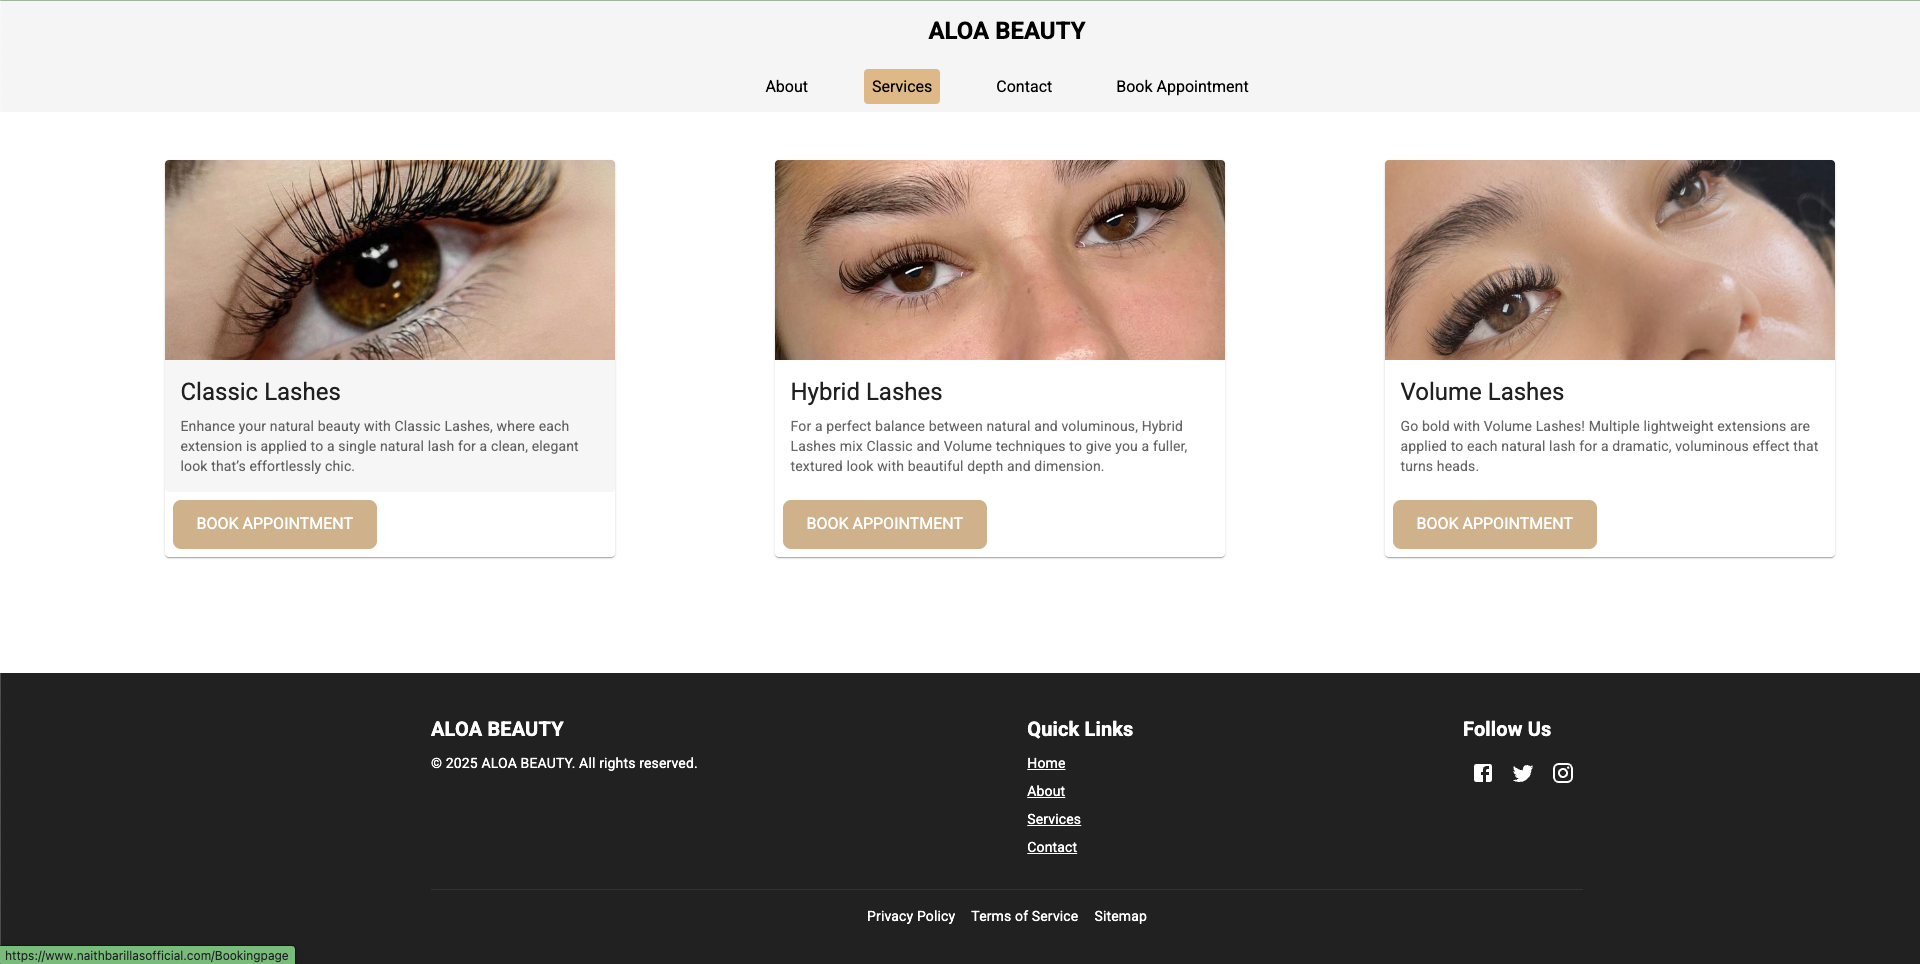 ALOA BEAUTY
About Services Contact Book Appointment
Classic Lashes
Enhance your natural beauty with Classic Lashes, where each
extension is applied to a single natural lash for a clean, elegant
look that's effortlessly chic.
BOOK APPOINTMENT
Hybrid Lashes
For a perfect balance between natural and voluminous, Hybrid
Lashes mix Classic and Volume techniques to give you a fuller,
textured look with beautiful depth and dimension.
BOOK APPOINTMENT
Volume Lashes
Go bold with Volume Lashes! Multiple lightweight extensions are
applied to each natural lash for a dramatic, voluminous effect that
turns heads.
BOOK APPOINTMENT
ALOA BEAUTY
© 2025 ALOA BEAUTY. All rights reserved.
Quick Links
Home
About
Services
Contact
Follow Us
Privacy Policy Terms of Service Sitemap
https://www.naithbarillasofficial.com/Bookingpage